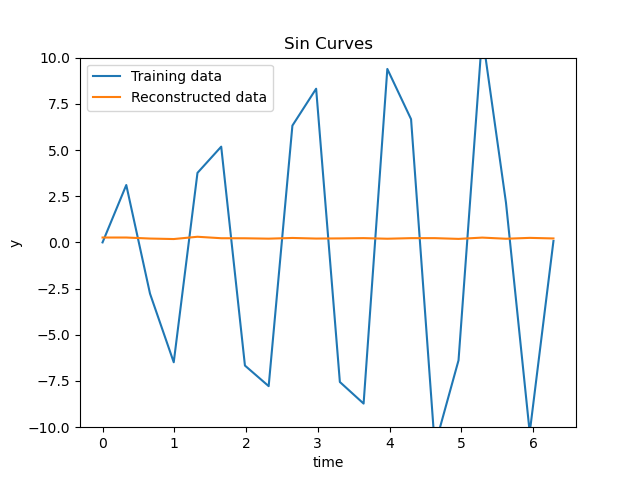 Sin Curves
10.0
7.5
5.0
2.5
0.0
−2.5
−5.0
−7.5
−10.0
Training data
Reconstructed data
y
0 1 2 3 4 5 6
time